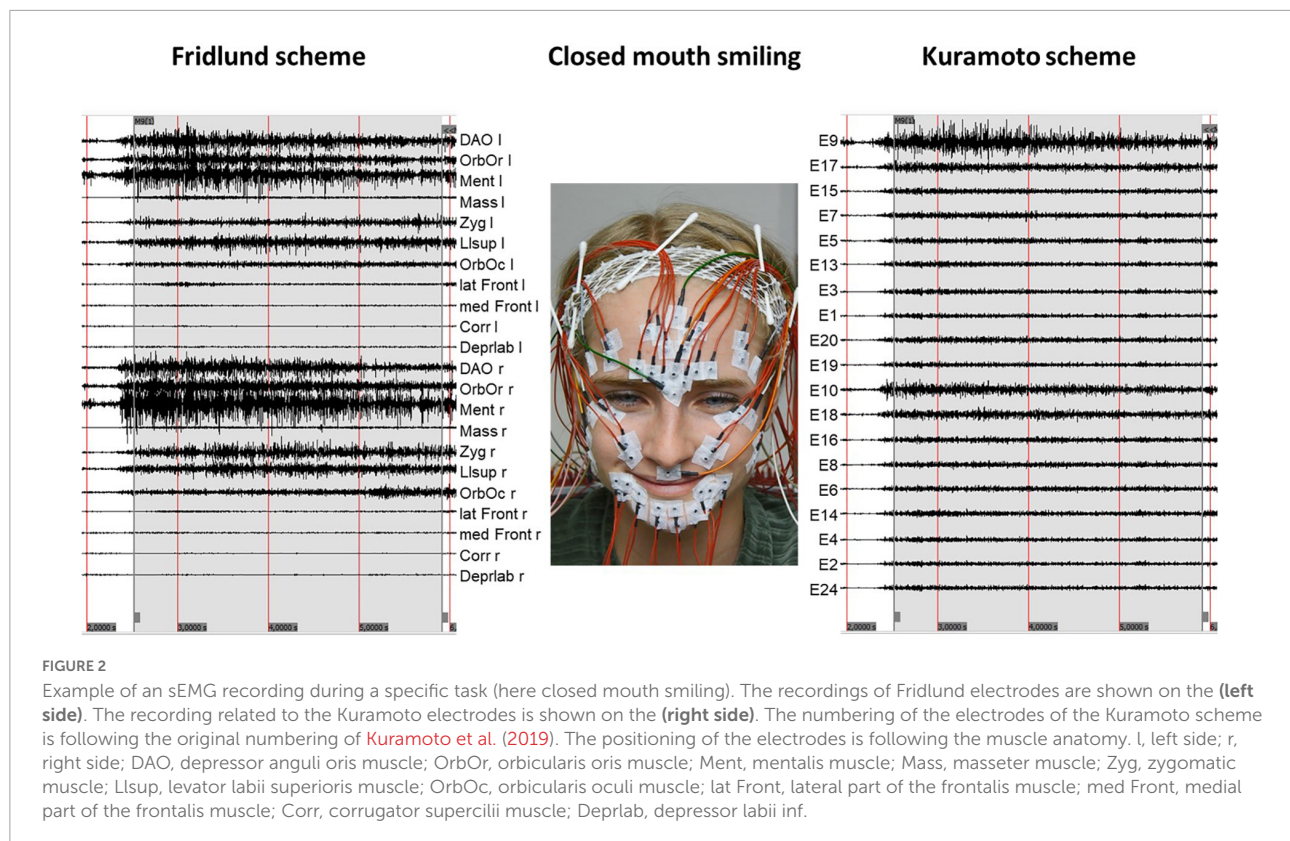 Fridlund scheme
Closed mouth smiling
Kuramoto scheme
M9(1)
DAO l
OrbOr l
Ment l
Mass l
Zyg l
Llsup l
OrbOc l
lat Front l
med Front l
Corr l
Deprlab l
DAO r
OrbOr r
Ment r
Mass r
Zyg r
Llsup r
OrbOc r
lat Front r
med Front r
Corr r
Deprlab r
2,0000 s
3,0000 s
4,0000 s
5,0000 s
6,
M9(1)
E9
E17
E15
E7
E5
E13
E3
E1
E20
E19
E10
E18
E16
E8
E6
E14
E4
E2
E24
2,0000 s
3,0000 s
4,0000 s
5,0000 s
6,
FIGURE 2
Example of an sEMG recording during a specific task (here closed mouth smiling). The recordings of Fridlund electrodes are shown on the (left
side). The recording related to the Kuramoto electrodes is shown on the (right side). The numbering of the electrodes of the Kuramoto scheme
is following the original numbering of Kuramoto et al. (2019). The positioning of the electrodes is following the muscle anatomy. l, left side; r,
right side; DAO, depressor anguli oris muscle; OrbOr, orbicularis oris muscle; Ment, mentalis muscle; Mass, masseter muscle; Zyg, zygomatic
muscle; Llsup, levator labii superioris muscle; OrbOc, orbicularis oculi muscle; lat Front, lateral part of the frontalis muscle; med Front, medial
part of the frontalis muscle; Corr, corrugator supercilii muscle; Deprlab, depressor labii inf.